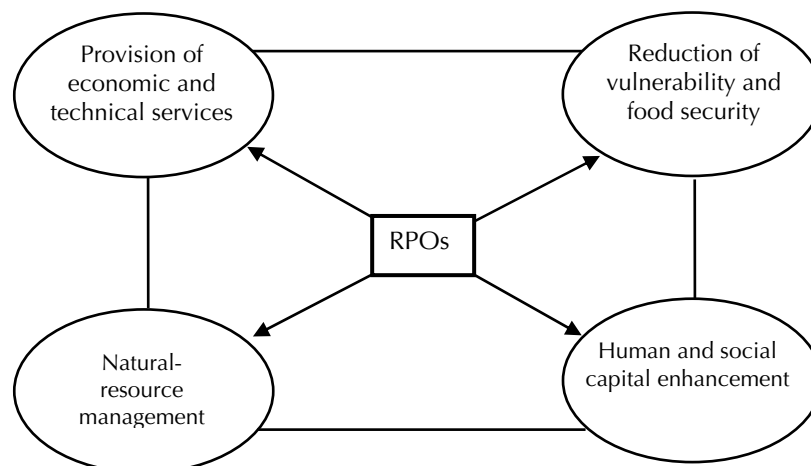 Provision of
economic and
technical services
Reduction of
vulnerability and
food security
RPOs
Natural-
resource
management
Human and social
capital enhancement